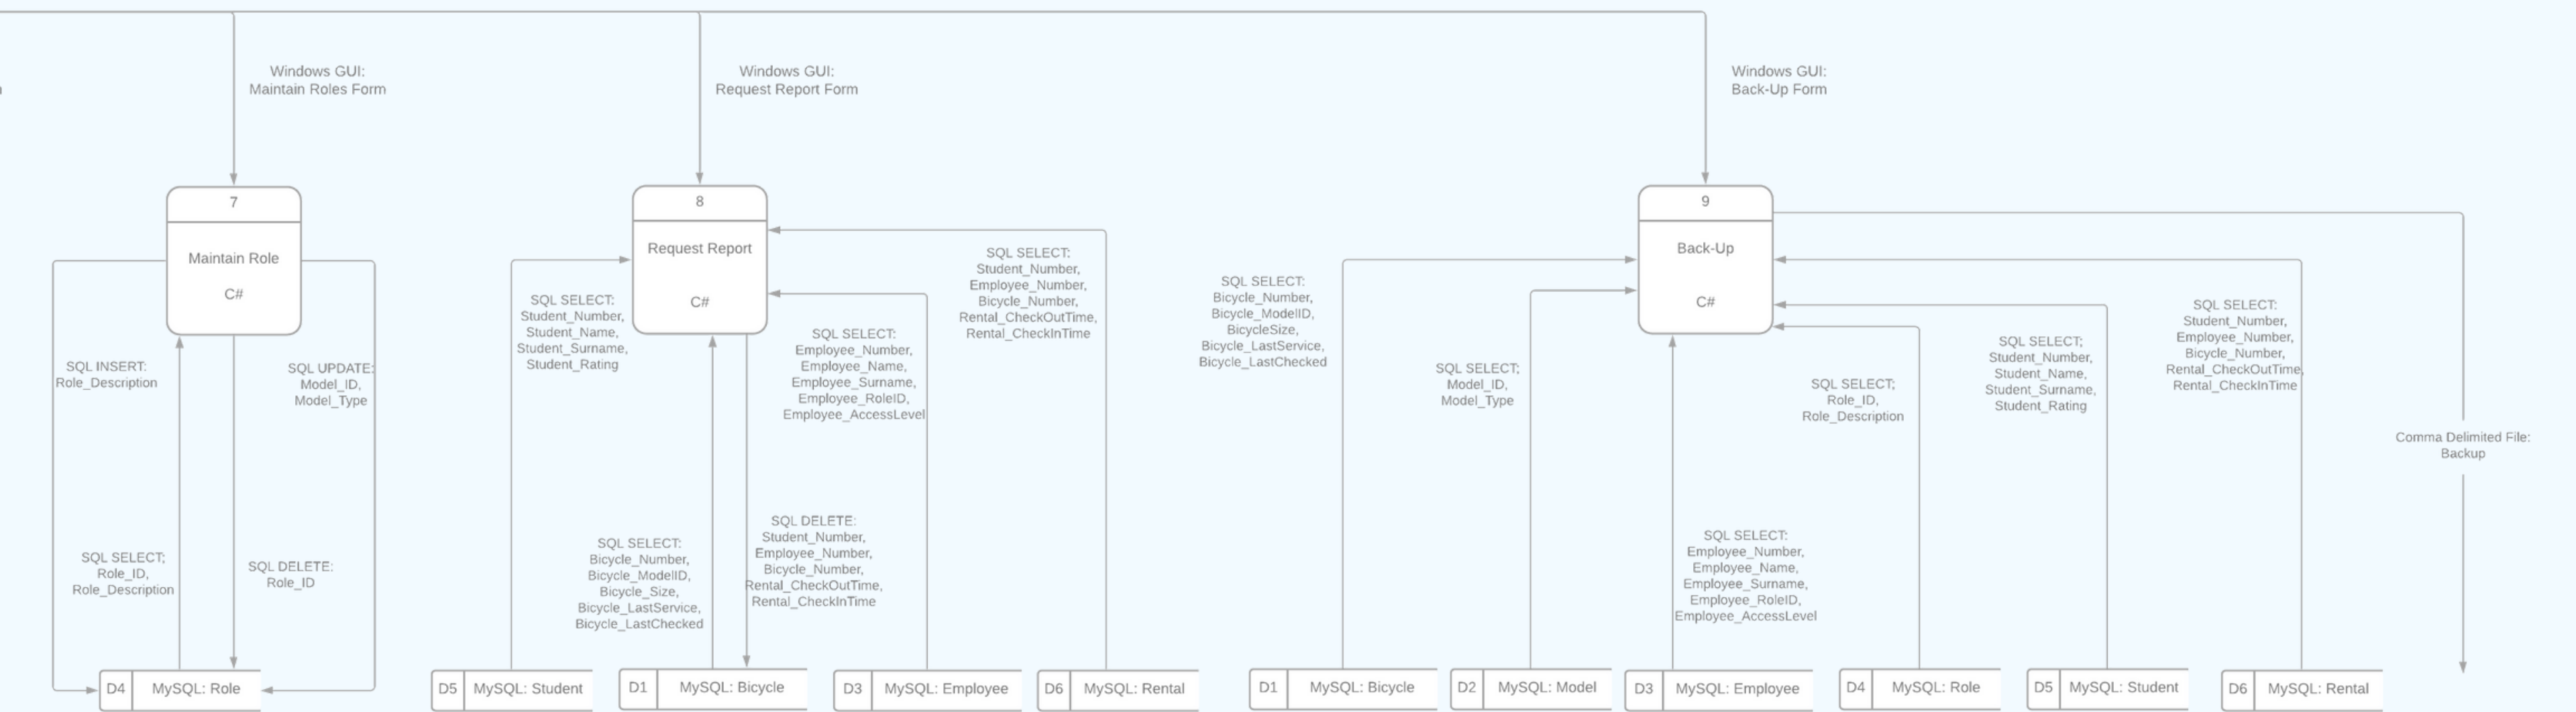 Windows GUI:
Maintain Roles Form
Windows GUI:
Request Report Form
Windows GUI:
Back-Up Form
7
Maintain Role
C#
SQL INSERT:
Role_Description
SQL UPDATE:
Model_ID,
Model_Type
SQL SELECT;
Role_ID,
Role_Description
SQL DELETE:
Role_ID
D4
MySQL: Role
8
Request Report
C#
SQL SELECT:
Student_Number,
Student_Name,
Student_Surname,
Student_Rating
SQL SELECT:
Bicycle_Number,
Bicycle_ModelID,
Bicycle_Size,
Bicycle_LastService,
Bicycle_LastChecked
SQL DELETE:
Student_Number,
Employee_Number,
Bicycle_Number,
Rental_CheckOutTime,
Rental_CheckInTime
SQL SELECT:
Employee_Number,
Employee_Name,
Employee_Surname,
Employee_RoleID,
Employee_AccessLevel
SQL SELECT:
Student_Number,
Employee_Number,
Bicycle_Number,
Rental_CheckOutTime,
Rental_CheckInTime
D5
MySQL: Student
D1
MySQL: Bicycle
D3
MySQL: Employee
D6
MySQL: Rental
9
Back-Up
C#
SQL SELECT:
Bicycle_Number,
Bicycle_ModelID,
BicycleSize,
Bicycle_LastService,
Bicycle_LastChecked
SQL SELECT;
Model_ID,
Model_Type
SQL SELECT:
Employee_Number,
Employee_Name,
Employee_Surname,
Employee_RoleID,
Employee_AccessLevel
SQL SELECT;
Role_ID,
Role_Description
SQL SELECT;
Student_Number,
Student_Name,
Student_Surname,
Student_Rating
SQL SELECT:
Student_Number,
Employee_Number,
Bicycle_Number,
Rental_CheckOutTime,
Rental_CheckInTime
Comma Delimited File:
Backup
D1
MySQL: Bicycle
D2
MySQL: Model
D3
MySQL: Employee
D4
MySQL: Role
D5
MySQL: Student
D6
MySQL: Rental